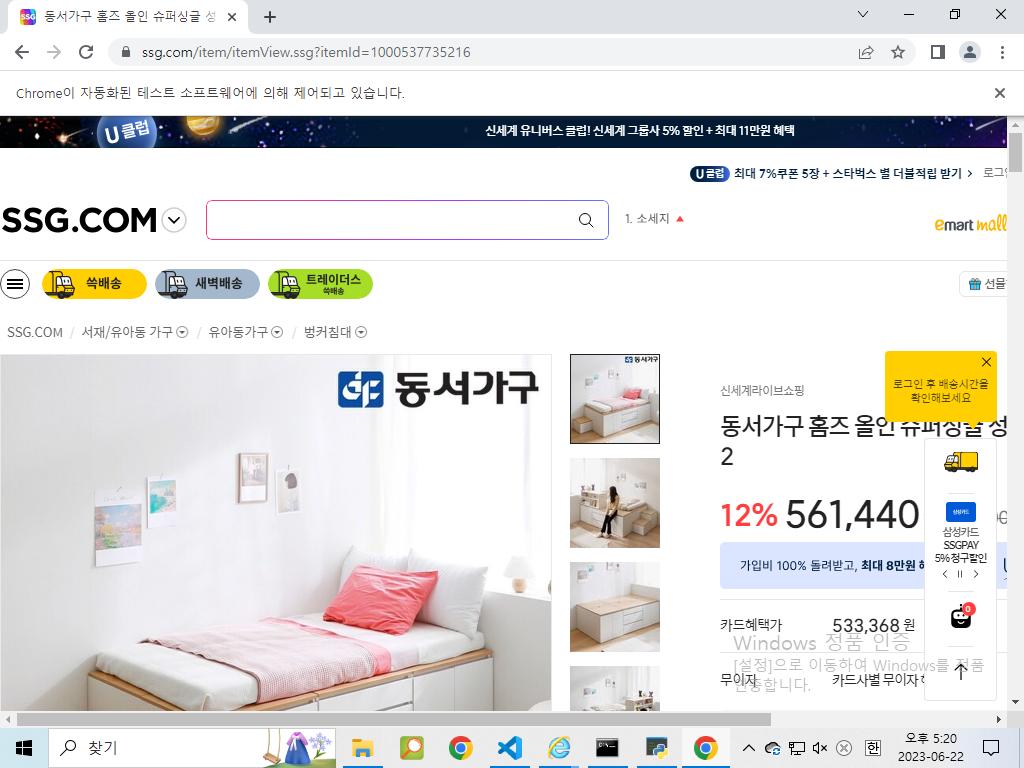 동서가구 홈즈 올인 슈퍼싱글 성
ssg.com/item/itemView.ssg?itemId=1000537735216
Chrome이 자동화된 테스트 소프트웨어에 의해 제어되고 있습니다.
U클럽
신세계 유니버스 클럽! 신세계 그룹사 5% 할인 + 최대 11만원 혜택
U클럽 최대 7%쿠폰 5장 + 스타벅스 별 더블적립 받기
SSG.COM
1. 소세지
emart mall
쓱배송
새벽배송
트레이더스
쓱배송
선물
SSG.COM / 서재/유아동 가구 / 유아동가구 / 벙커침대
동서가구
동서가구
신세계라이브쇼핑
로그인 후 배송시간을
확인해보세요
동서가구 홈즈 올인 슈퍼싱글 성
2
12% 561,440
삼성카드
삼성카드
SSGPAY
5% 청구할인
가입비 100% 돌려받고, 최대 8만원
카드혜택가 533,368 원
0
무이자 카드사별 무이자
Windows 정품 인증
[설정]으로 이동하여 Windows를 정품
인증합니다.
찾기
한
오후 5:20
2023-06-22